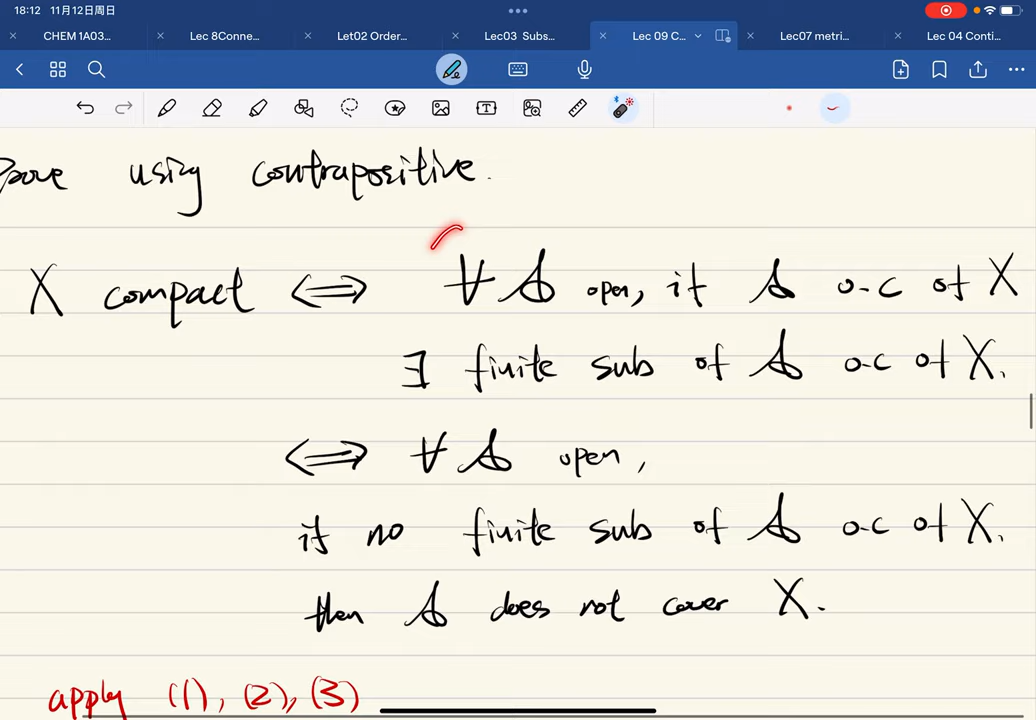 18:12 11月12日周日
CHEM 1A03... Lec 8Conne... Let02 Order... Lec03 Subs... Lec 09 C... Lec07 metri... Lec 04 Conti...
using contrapositive.
X compact ⟺ ∀ A open, if A o-c of X
∃ finite sub of A o-c of X.
⟺ ∀ A open,
if no finite sub of A o-c of X.
then A does not cover X.
apply (1), (2), (3)